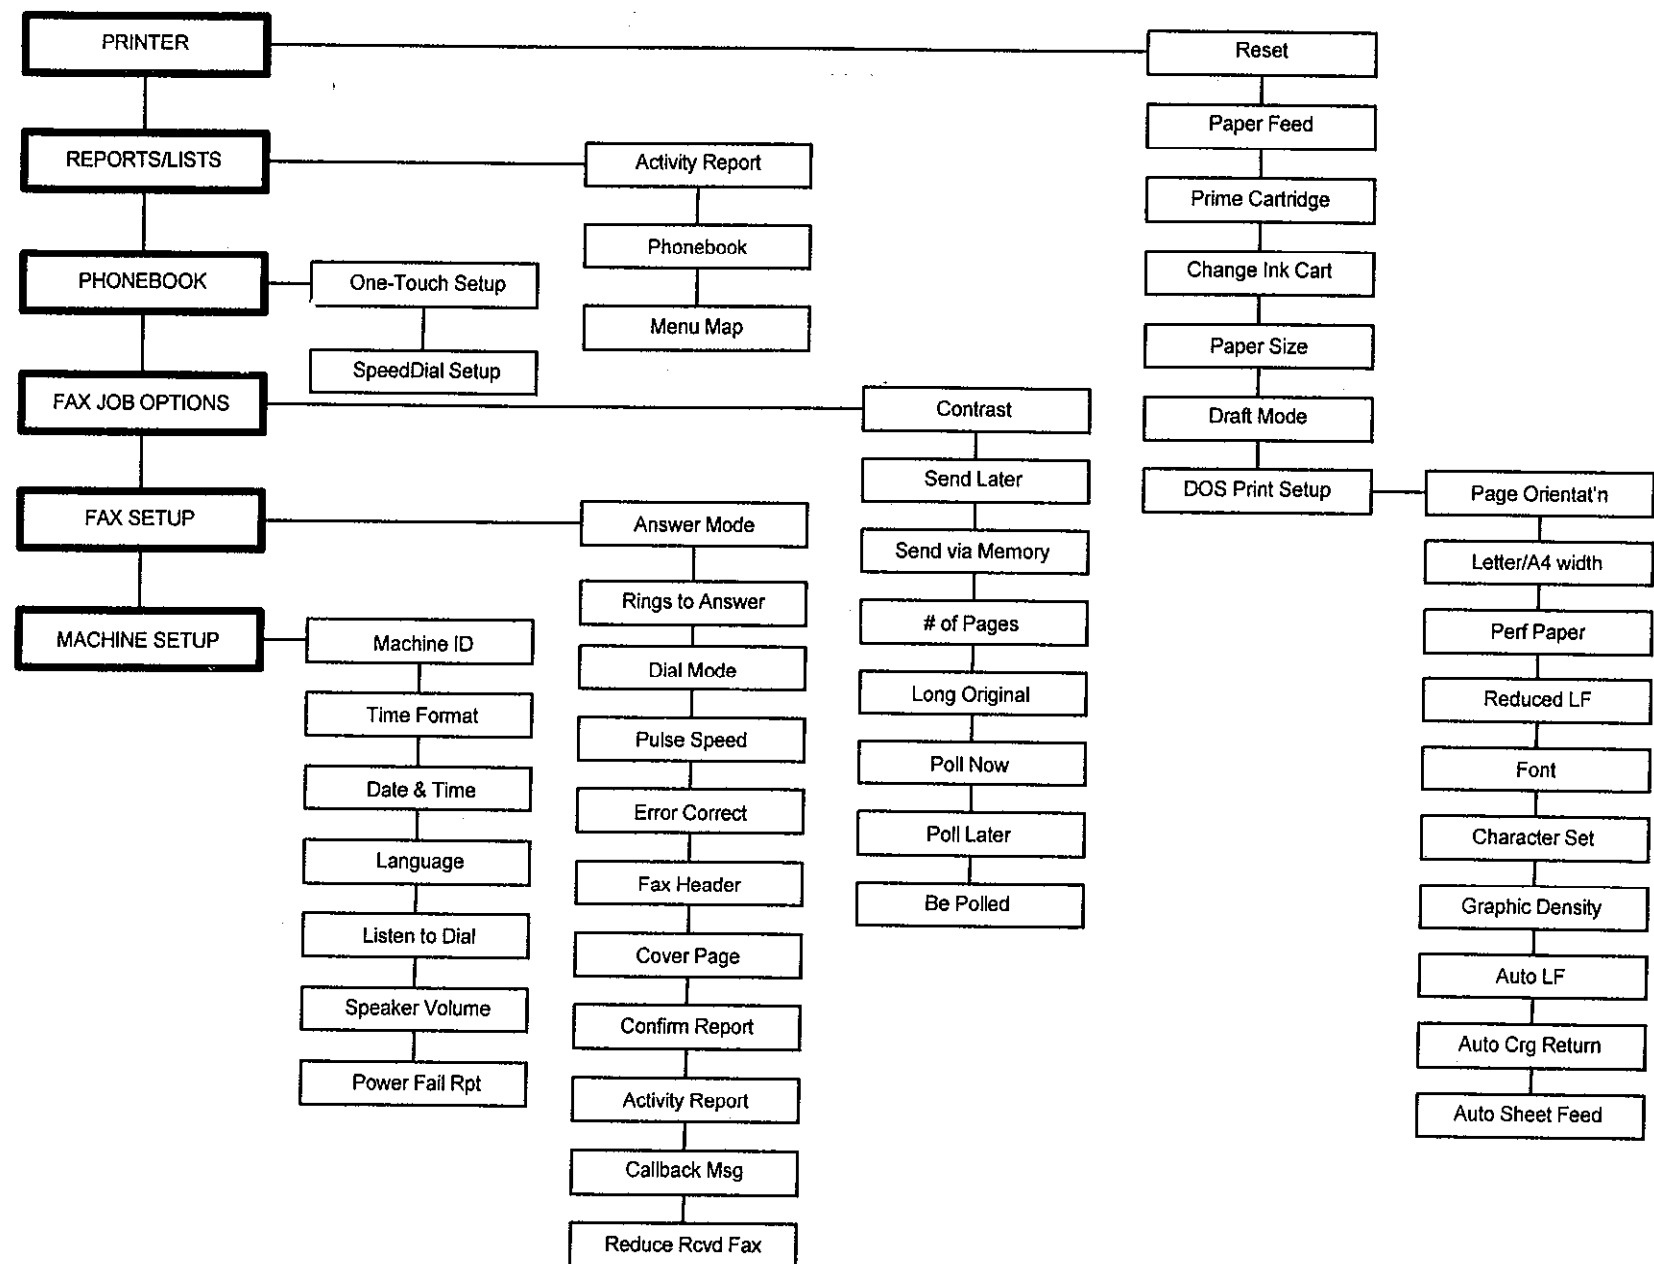 PRINTER
REPORTS/LISTS
PHONEBOOK
FAX JOB OPTIONS
FAX SETUP
MACHINE SETUP
Reset
Paper Feed
Prime Cartridge
Change Ink Cart
Paper Size
Draft Mode
DOS Print Setup
Page Orientat'n
Letter/A4 width
Perf Paper
Reduced LF
Font
Character Set
Graphic Density
Auto LF
Auto Crg Return
Auto Sheet Feed
Activity Report
Phonebook
Menu Map
One-Touch Setup
SpeedDial Setup
Contrast
Send Later
Send via Memory
# of Pages
Long Original
Poll Now
Poll Later
Be Polled
Answer Mode
Rings to Answer
Dial Mode
Pulse Speed
Error Correct
Fax Header
Cover Page
Confirm Report
Activity Report
Callback Msg
Reduce Rcvd Fax
Machine ID
Time Format
Date & Time
Language
Listen to Dial
Speaker Volume
Power Fail Rpt